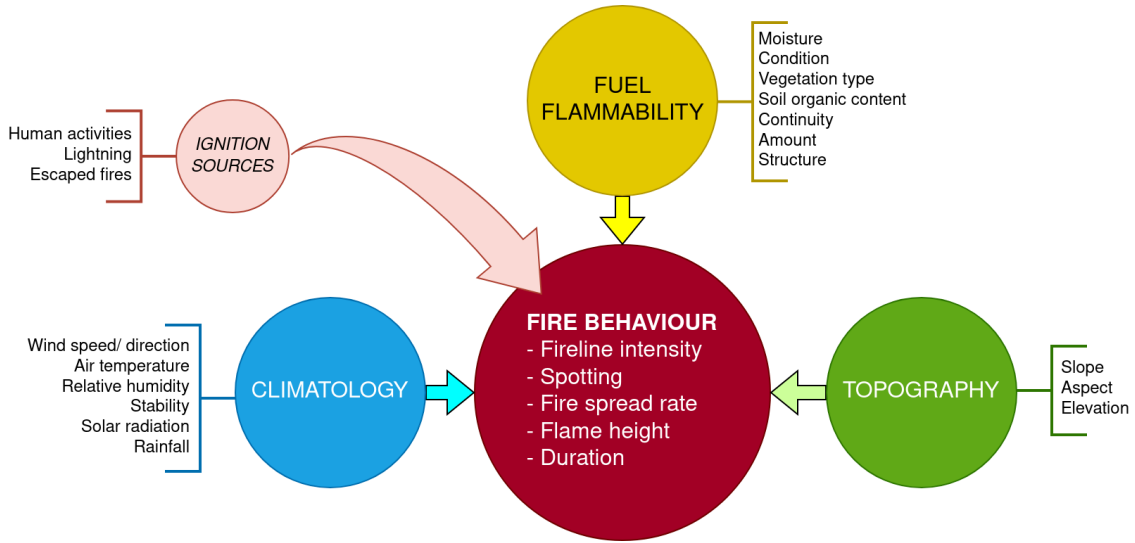 Human activities
Lightning
Escaped fires
IGNITION
SOURCES
FUEL
FLAMMABILITY
Moisture
Condition
Vegetation type
Soil organic content
Continuity
Amount
Structure
Wind speed/ direction
Air temperature
Relative humidity
Stability
Solar radiation
Rainfall
CLIMATOLOGY
FIRE BEHAVIOUR
- Fireline intensity
- Spotting
- Fire spread rate
- Flame height
- Duration
TOPOGRAPHY
Slope
Aspect
Elevation